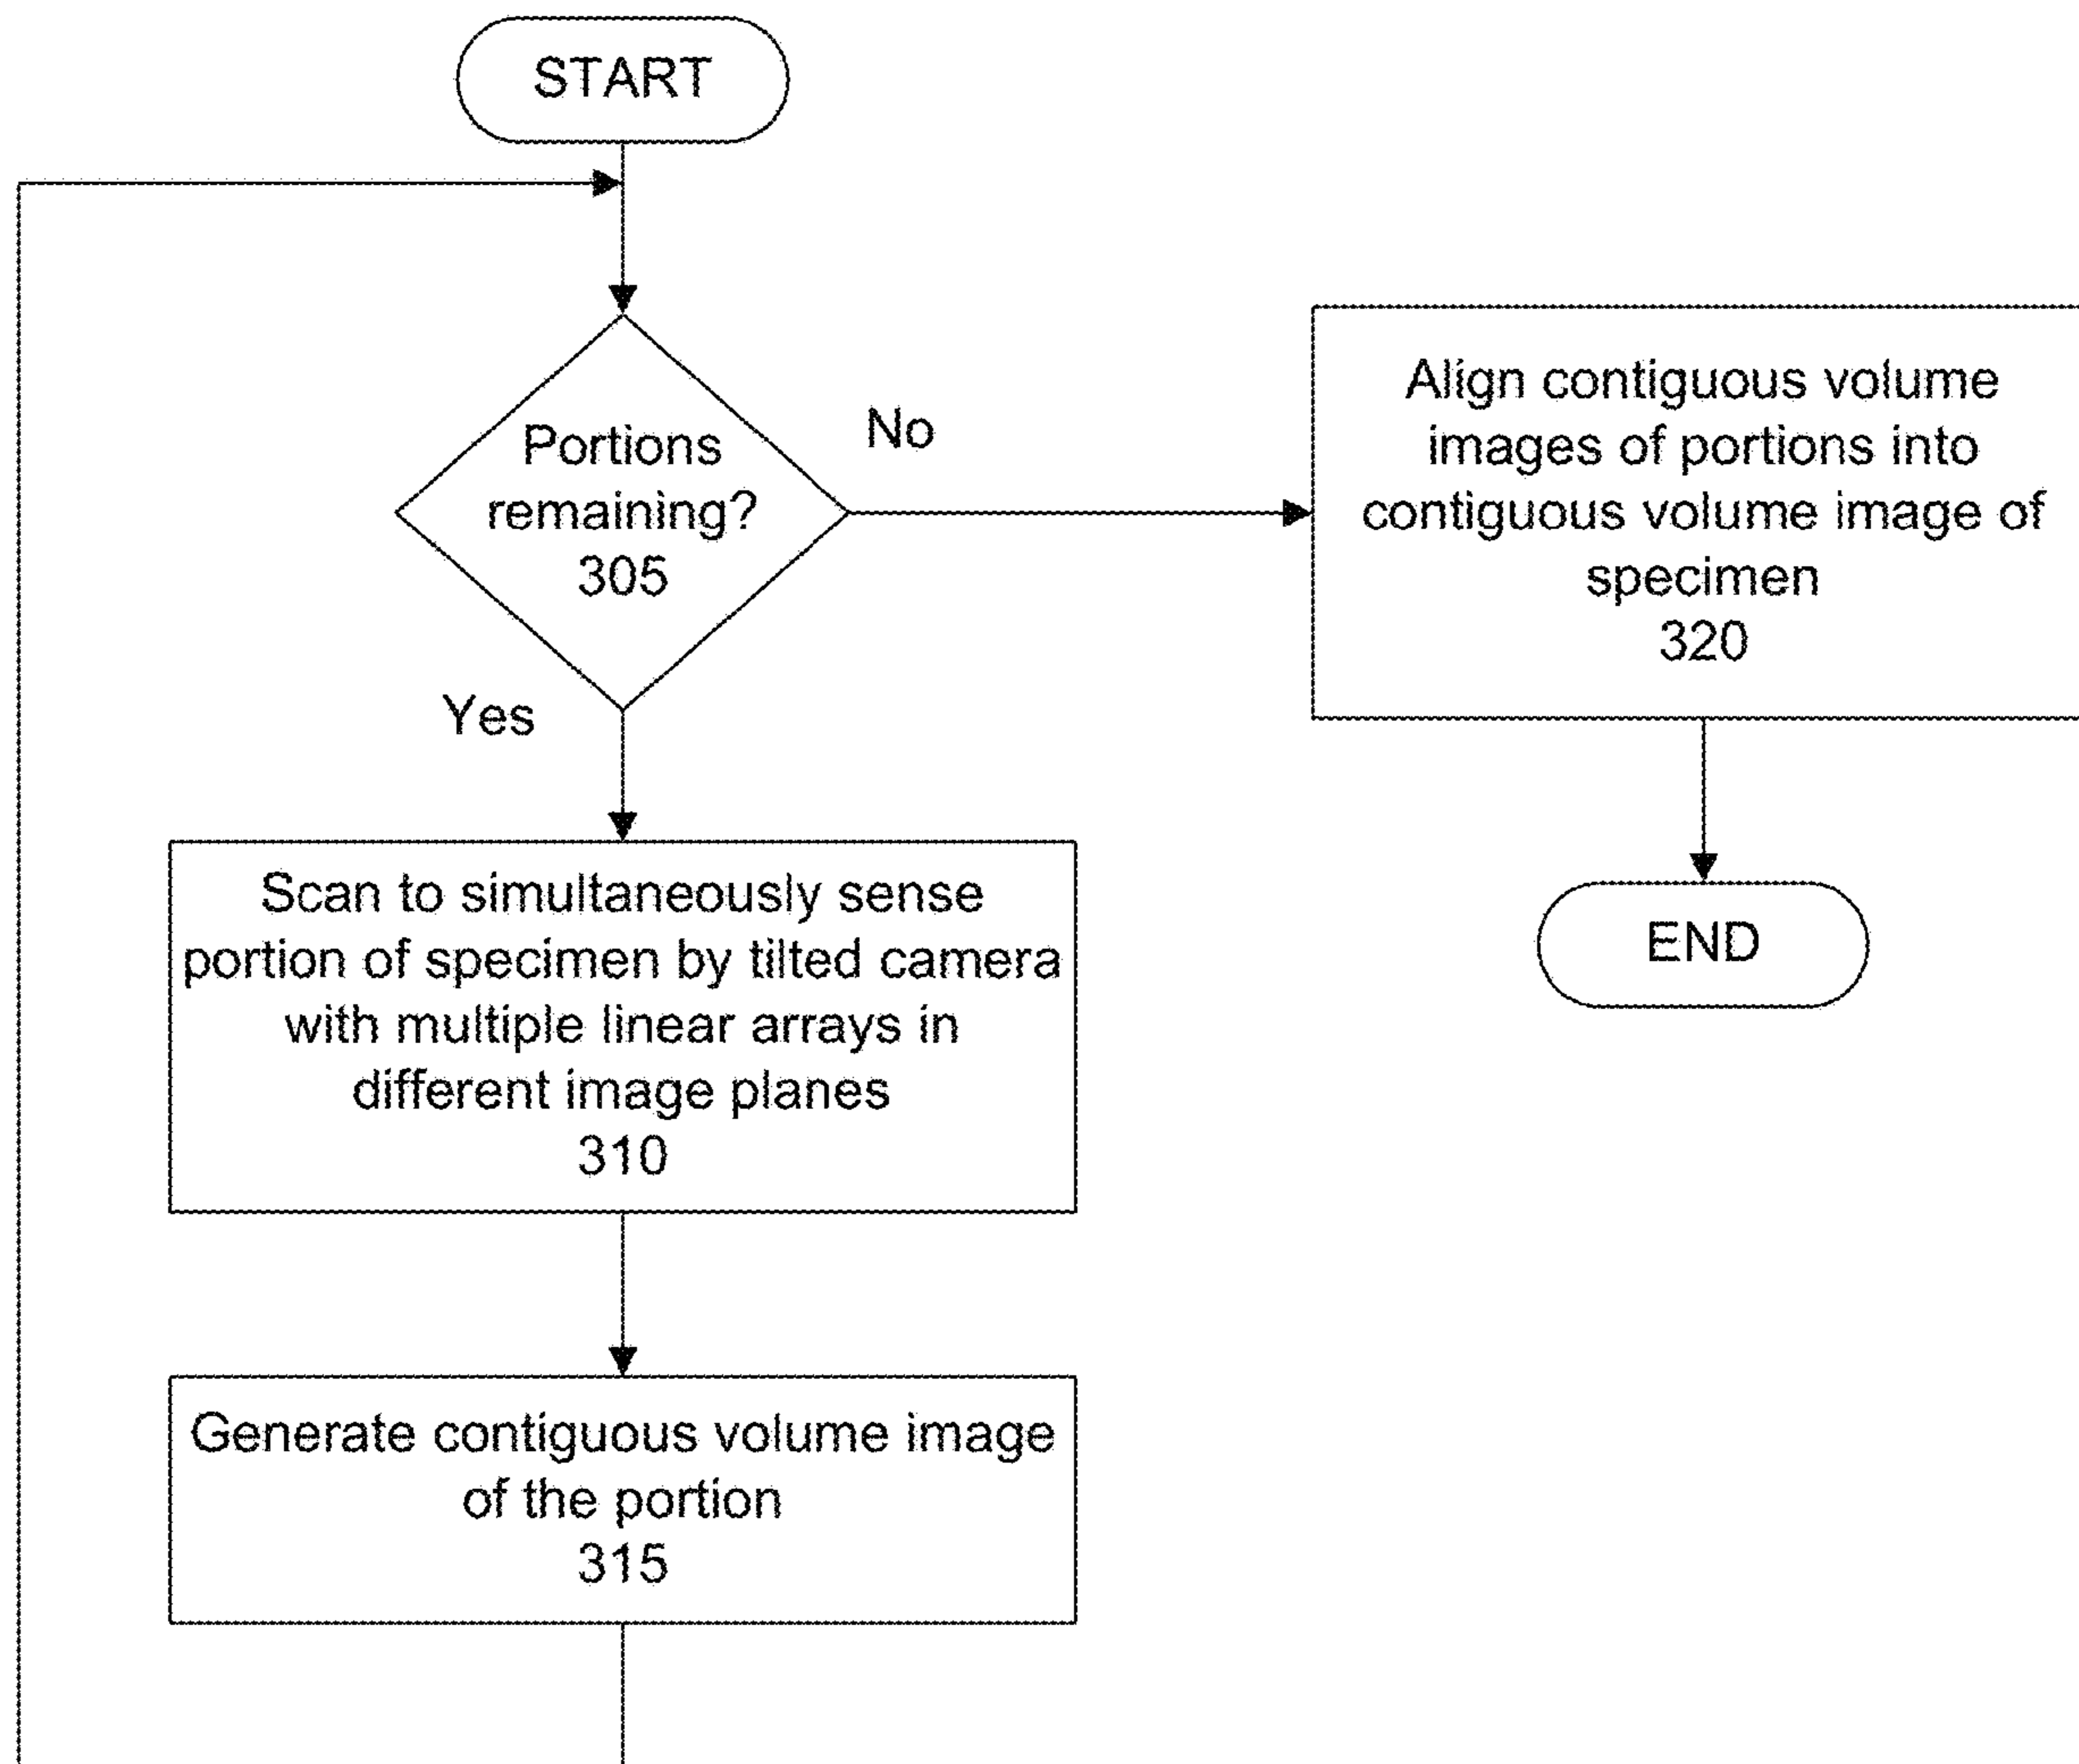 START
Portions
remaining?
305
No
Yes
Align contiguous volume
images of portions into
contiguous volume image of
specimen
320
END
Scan to simultaneously sense
portion of specimen by tilted camera
with multiple linear arrays in
different image planes
310
Generate contiguous volume image
of the portion
315